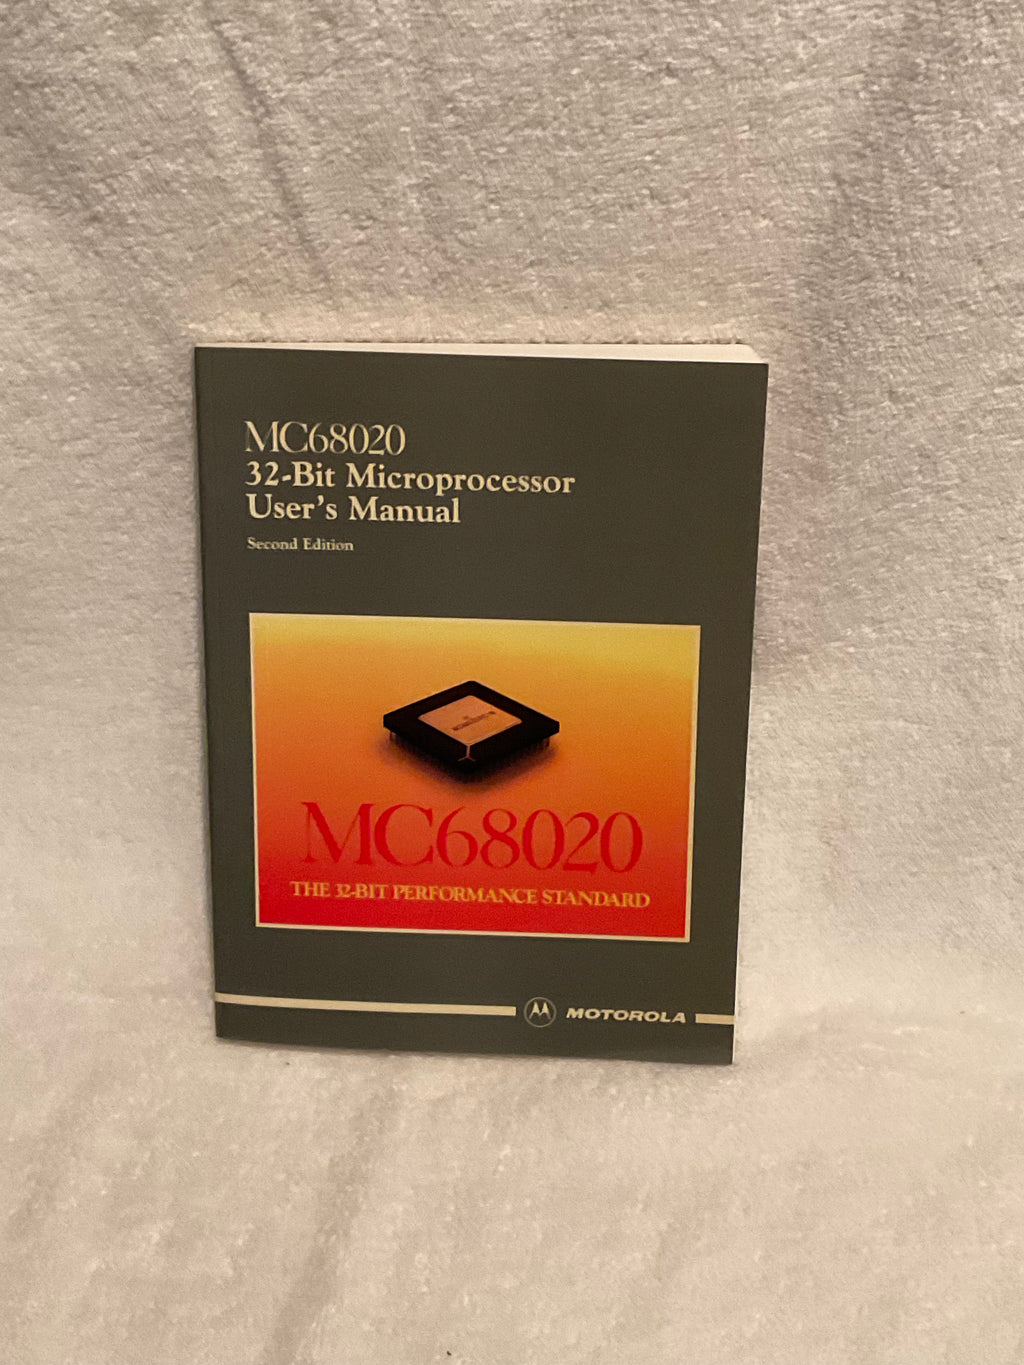 MC68020
32-Bit Microprocessor
User's Manual
Second Edition
MC68020
THE 32-BIT PERFORMANCE STANDARD
MOTOROLA